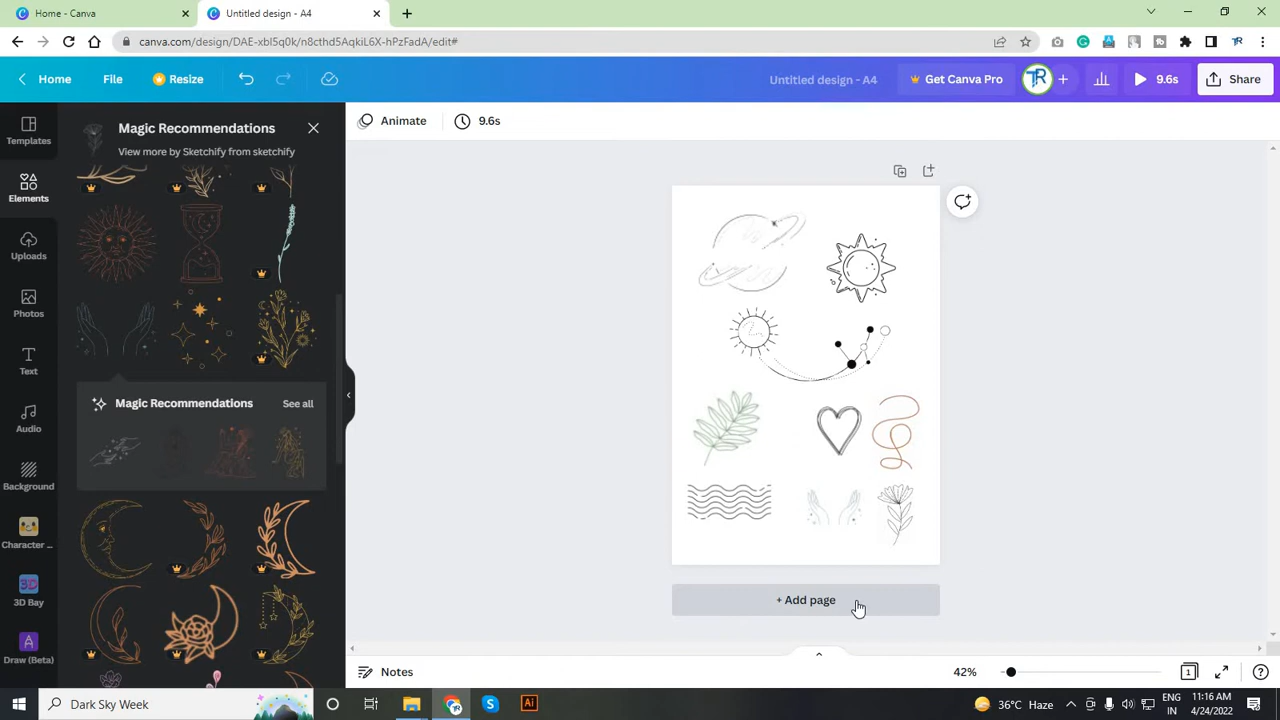 Home - Canva
Untitled design - A4
canva.com/design/DAE-xbl5q0k/n8cthd5AqkiL6X-hPzFadA/edit#
Home
File
Resize
Untitled design - A4
Get Canva Pro
9.6s
Share
Templates
Elements
Uploads
Photos
Text
Audio
Background
Character ...
3D Bay
Draw (Beta)
Magic Recommendations
View more by Sketchify from sketchify
Magic Recommendations
See all
Animate
9.6s
+ Add page
Notes
42%
1
Dark Sky Week
36°C Haze
ENG
IN
11:16 AM
4/24/2022